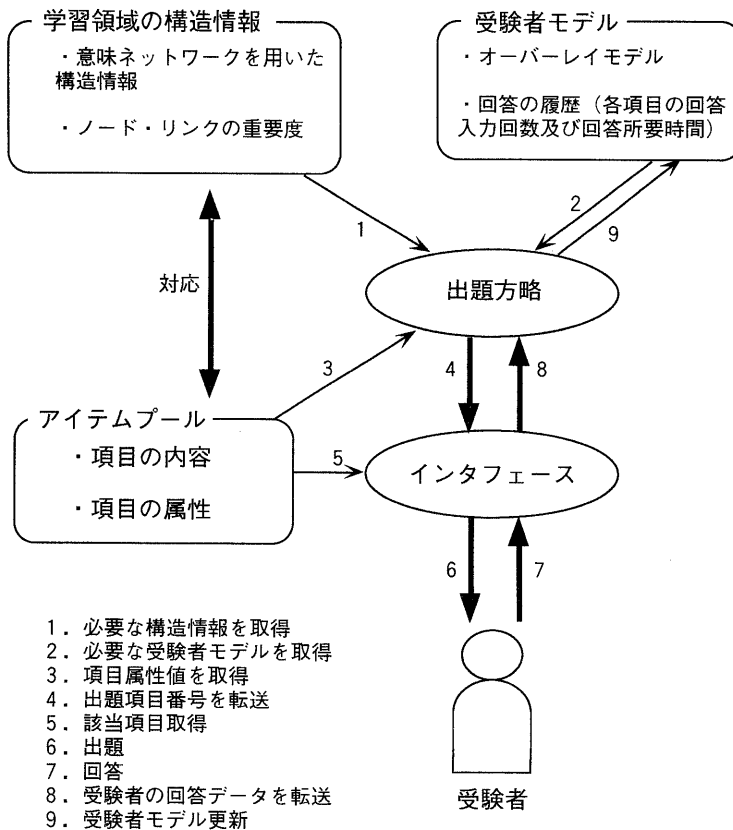 学習領域の構造情報
・意味ネットワークを用いた
構造情報
・ノード・リンクの重要度
受験者モデル
・オーバーレイモデル
・回答の履歴（各項目の回答
入力回数及び回答所要時間）
1
2
9
対応
出題方略
3
4
8
アイテムプール
・項目の内容
・項目の属性
5
インタフェース
6
7
1．必要な構造情報を取得
2．必要な受験者モデルを取得
3．項目属性値を取得
4．出題項目番号を転送
5．該当項目取得
6．出題
7．回答
8．受験者の回答データを転送
9．受験者モデル更新
受験者